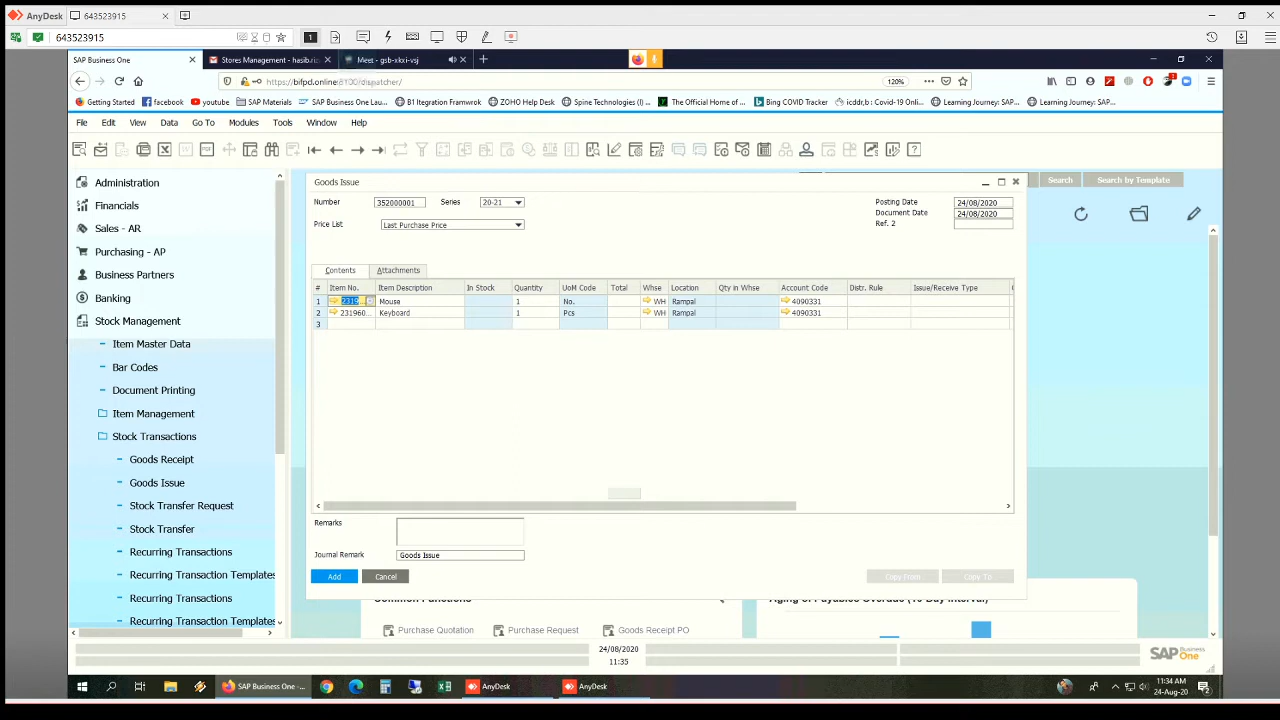 AnyDesk 643523915
643523915 1
SAP Business One Stores Management - hasib.ris Meet - gsb-xkxi-vsj
https://bifpd.online:8100/dispatcher/ 120%
Getting Started facebook youtube SAP Materials SAP Business One Lau... B1 Itegration Framwrok ZOHO Help Desk Spine Technologies (I... The Official Home of ... Bing COVID Tracker icddr,b : Covid-19 Onli... Learning Journey: SAP... Learning Journey: SAP...
File Edit View Data Go To Modules Tools Window Help
Administration
Financials
Sales - AR
Purchasing - AP
Business Partners
Banking
Stock Management
Item Master Data
Bar Codes
Document Printing
Item Management
Stock Transactions
Goods Receipt
Goods Issue
Stock Transfer Request
Stock Transfer
Recurring Transactions
Recurring Transaction Templates
Recurring Transactions
Recurring Transaction Templates
Search Search by Template
Goods Issue
Number 352000001 Series 20-21 Posting Date 24/08/2020
Document Date 24/08/2020
Price List Last Purchase Price Ref. 2
Contents Attachments
# Item No. Item Description In Stock Quantity UoM Code Total Whse Location Qty in Whse Account Code Distr. Rule Issue/Receive Type
1 2319 Mouse 1 No. WH Rampal 4090331
2 231960... Keyboard 1 Pcs WH Rampal 4090331
3
Remarks
Journal Remark Goods Issue
Add Cancel Copy From Copy To
Common Functions Aging of Payables Overdue (10 Day Interval)
Purchase Quotation Purchase Request Goods Receipt PO
24/08/2020
11:35
SAP Business One
SAP Business One -... AnyDesk AnyDesk
11:34 AM
24-Aug-20
2